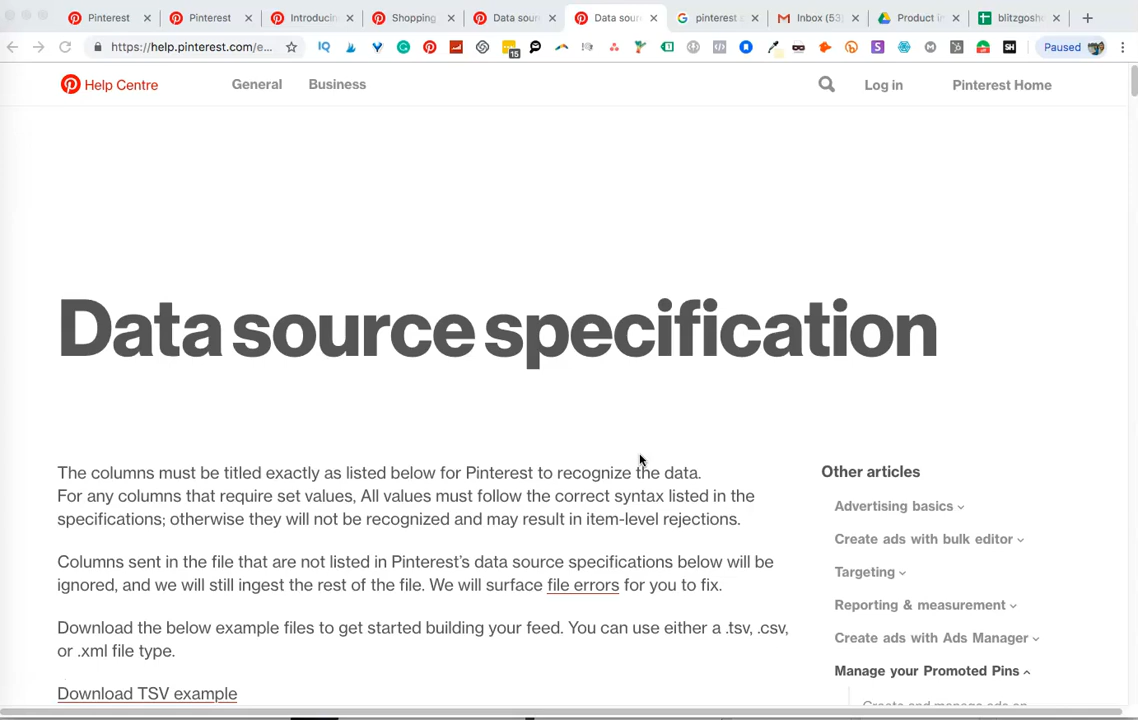 Pinterest
Pinterest
Introducin
Shopping
Data sour
Data sour
pinterest
Inbox (53
Product i
blitzgosh
https://help.pinterest.com/e...
15
Paused
Help Centre
General
Business
Log in
Pinterest Home
Data source specification
The columns must be titled exactly as listed below for Pinterest to recognize the data.
For any columns that require set values, All values must follow the correct syntax listed in the
specifications; otherwise they will not be recognized and may result in item-level rejections.
Columns sent in the file that are not listed in Pinterest's data source specifications below will be
ignored, and we will still ingest the rest of the file. We will surface file errors for you to fix.
Download the below example files to get started building your feed. You can use either a .tsv, .csv,
or .xml file type.
Download TSV example
Other articles
Advertising basics
Create ads with bulk editor
Targeting
Reporting & measurement
Create ads with Ads Manager
Manage your Promoted Pins
Create and manage ads on